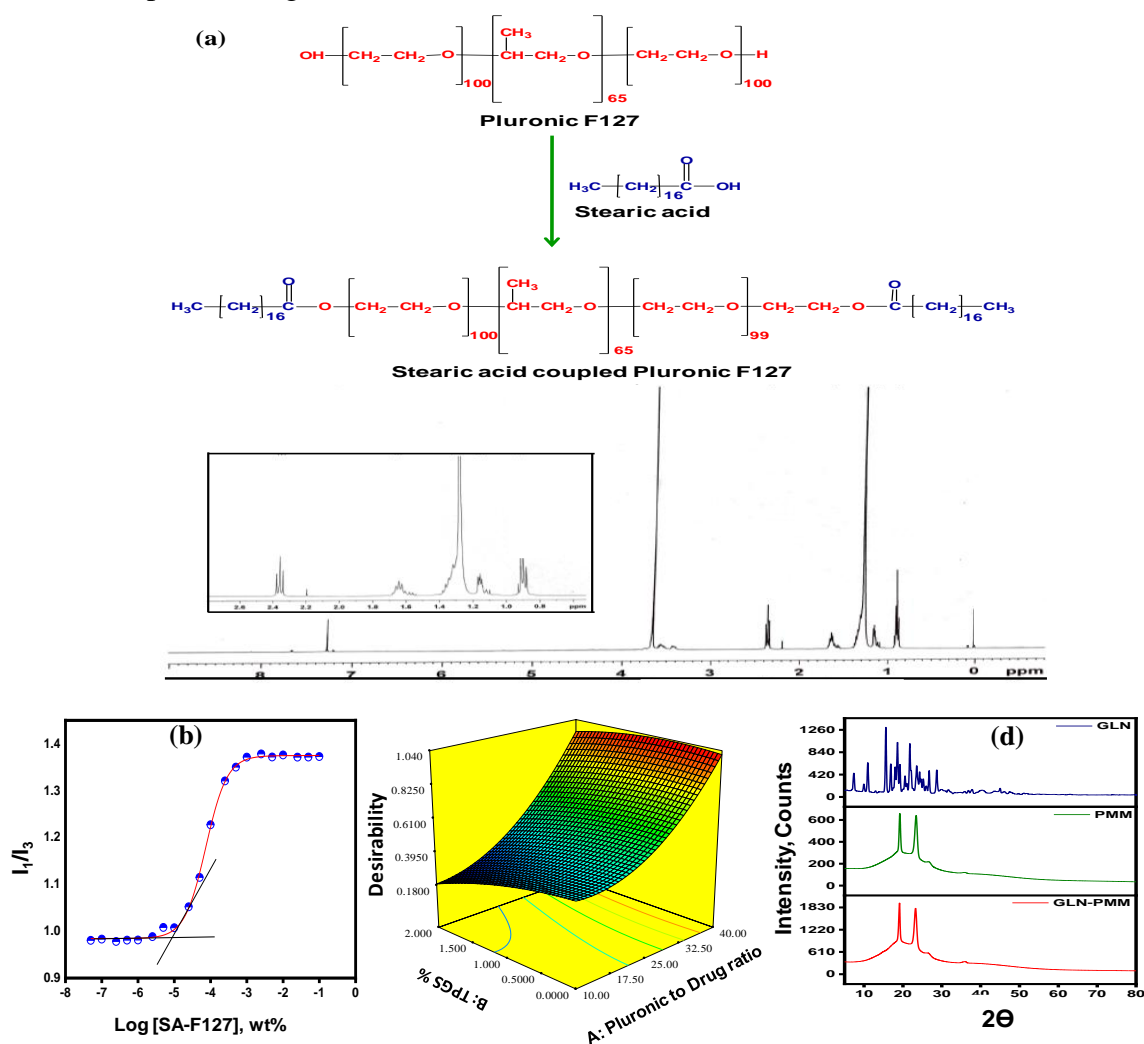 (a)
CH3
OH CH2-CH2-O CH-CH2-O CH2-CH2-O H
100 65 100
Pluronic F127
O
H3C (CH2) C OH
16
Stearic acid
O CH3 O
H3C (CH2) C O CH2-CH2-O CH-CH2-O CH2-CH2-O CH2-CH2-O C (CH2) CH3
16 100 65 99 16
Stearic acid coupled Pluronic F127
2.6 2.4 2.0 1.6 1.2 0.8 ppm
8 7 6 5 4 3 2 1 0 ppm
(b)
1.4
1.3
1.2
1.1
1.0
0.9
I1/I3
-8 -7 -6 -5 -4 -3 -2 -1 0
Log [SA-F127], wt%
Desirability
1.040
0.8250
0.6100
0.3950
0.1800
2.000
1.500
1.000
0.5000
0.0000
B: TPGS %
40.00
32.50
25.00
17.50
10.00
A: Pluronic to Drug ratio
(d)
Intensity, Counts
GLN
1260
840
420
0
PMM
600
400
200
0
GLN-PMM
1830
1220
610
0
10 20 30 40 50 60 70 80
2Θ